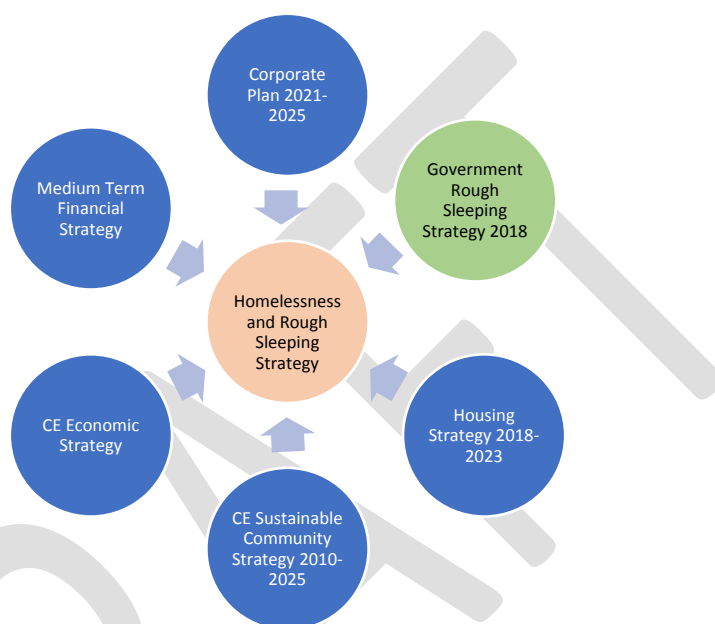 Corporate
Plan 2021-
2025
Government
Rough
Sleeping
Strategy 2018
Medium Term
Financial
Strategy
Homelessness
and Rough
Sleeping
Strategy
CE Economic
Strategy
Housing
Strategy 2018-
2023
CE Sustainable
Community
Strategy 2010-
2025